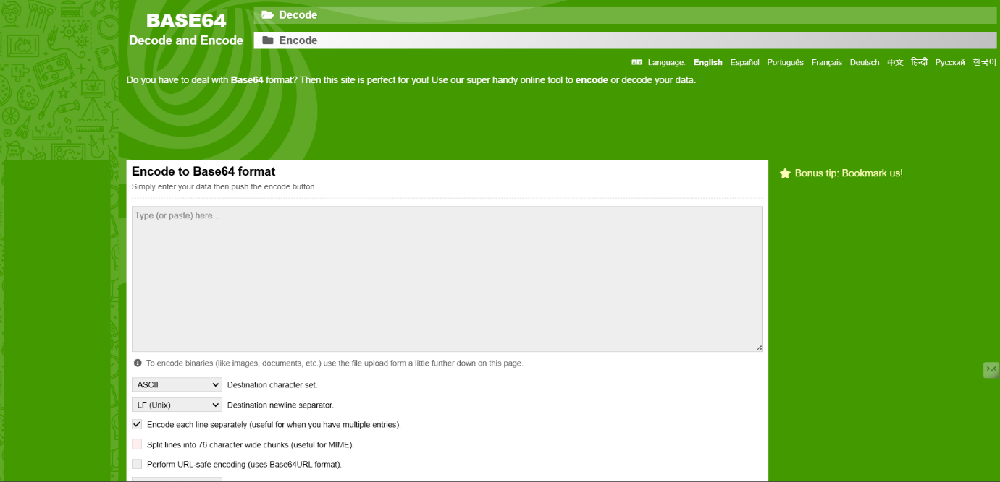 BASE64
Decode and Encode
Decode
Encode
Language: English Español Português Français Deutsch 中文 हिन्दी Русский 한국어
Do you have to deal with Base64 format? Then this site is perfect for you! Use our super handy online tool to encode or decode your data.
Encode to Base64 format
Simply enter your data then push the encode button.
Bonus tip: Bookmark us!
Type (or paste) here...
To encode binaries (like images, documents, etc.) use the file upload form a little further down on this page.
ASCII Destination character set.
LF (Unix) Destination newline separator.
Encode each line separately (useful for when you have multiple entries).
Split lines into 76 character wide chunks (useful for MIME).
Perform URL-safe encoding (uses Base64URL format).